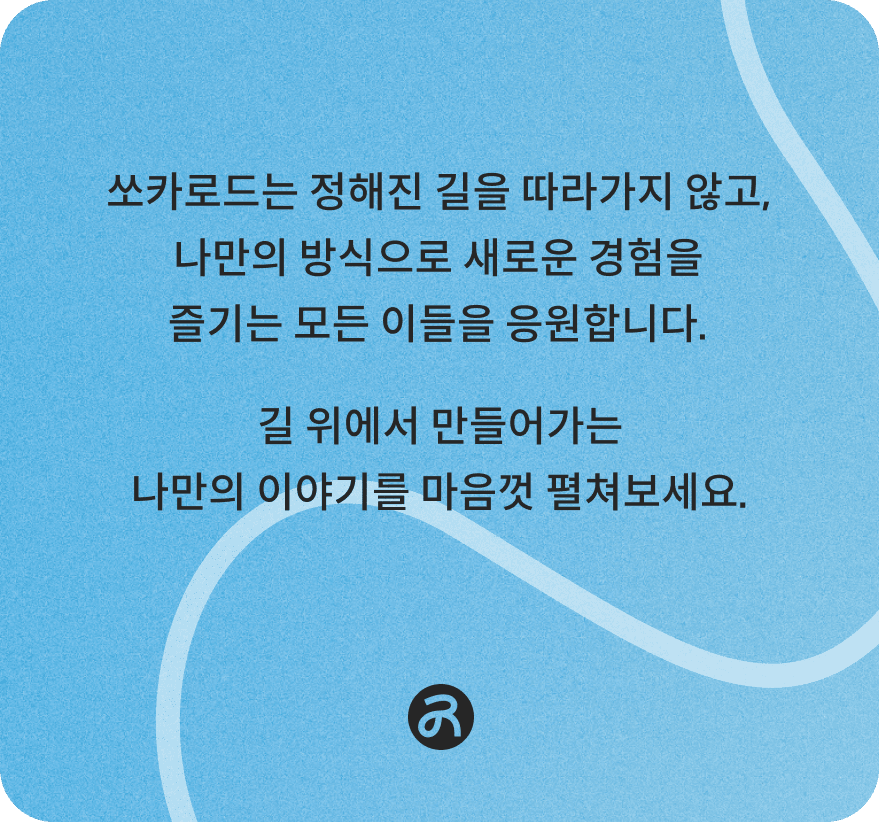 쏘카로드는 정해진 길을 따라가지 않고,
나만의 방식으로 새로운 경험을
즐기는 모든 이들을 응원합니다.
길 위에서 만들어가는
나만의 이야기를 마음껏 펼쳐보세요.